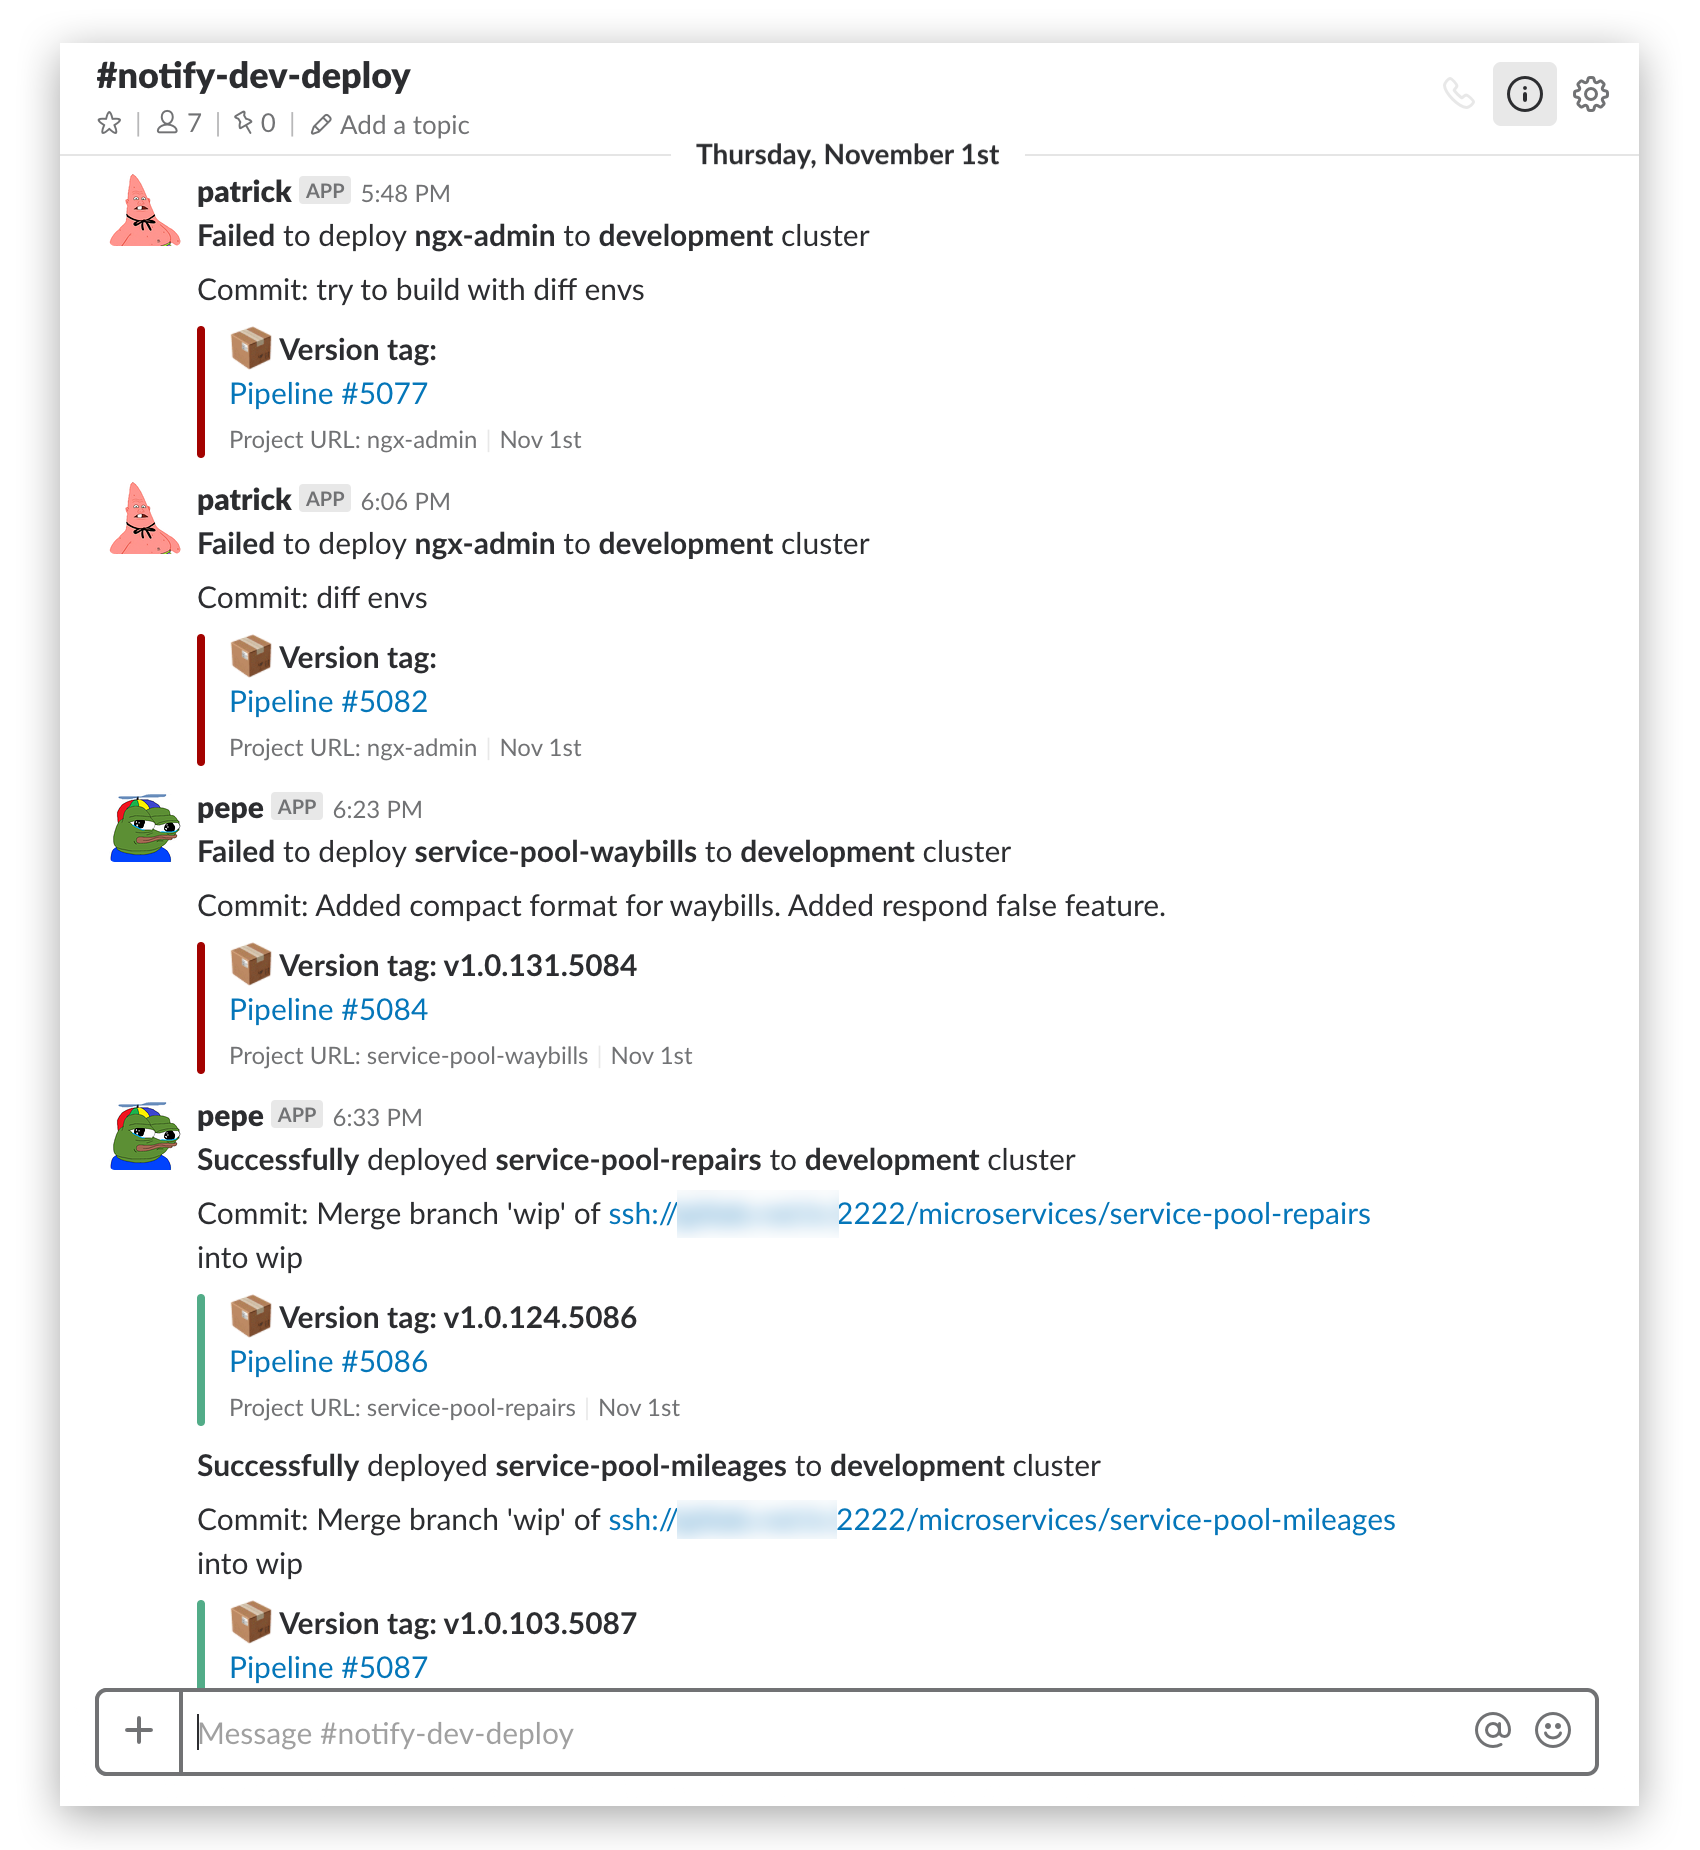 #notify-dev-deploy
7 | 0 | Add a topic
Thursday, November 1st
patrick APP 5:48 PM
Failed to deploy ngx-admin to development cluster
Commit: try to build with diff envs
Version tag:
Pipeline #5077
Project URL: ngx-admin | Nov 1st
patrick APP 6:06 PM
Failed to deploy ngx-admin to development cluster
Commit: diff envs
Version tag:
Pipeline #5082
Project URL: ngx-admin | Nov 1st
pepe APP 6:23 PM
Failed to deploy service-pool-waybills to development cluster
Commit: Added compact format for waybills. Added respond false feature.
Version tag: v1.0.131.5084
Pipeline #5084
Project URL: service-pool-waybills | Nov 1st
pepe APP 6:33 PM
Successfully deployed service-pool-repairs to development cluster
Commit: Merge branch 'wip' of ssh:// 2222/microservices/service-pool-repairs
into wip
Version tag: v1.0.124.5086
Pipeline #5086
Project URL: service-pool-repairs | Nov 1st
Successfully deployed service-pool-mileages to development cluster
Commit: Merge branch 'wip' of ssh:// 2222/microservices/service-pool-mileages
into wip
Version tag: v1.0.103.5087
Pipeline #5087
Message #notify-dev-deploy